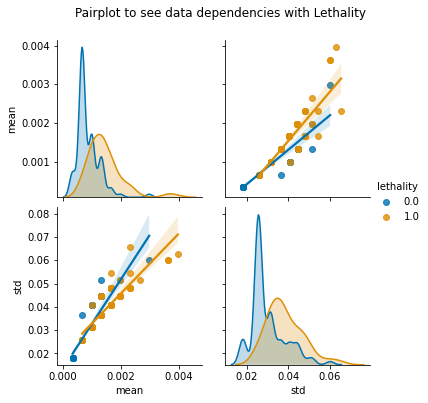 Pairplot to see data dependencies with Lethality
0.004
0.003
0.002
0.001
mean
lethality
0.0
1.0
0.08
0.07
0.06
0.05
0.04
0.03
0.02
std
0.000 0.002 0.004
mean
0.02 0.04 0.06
std